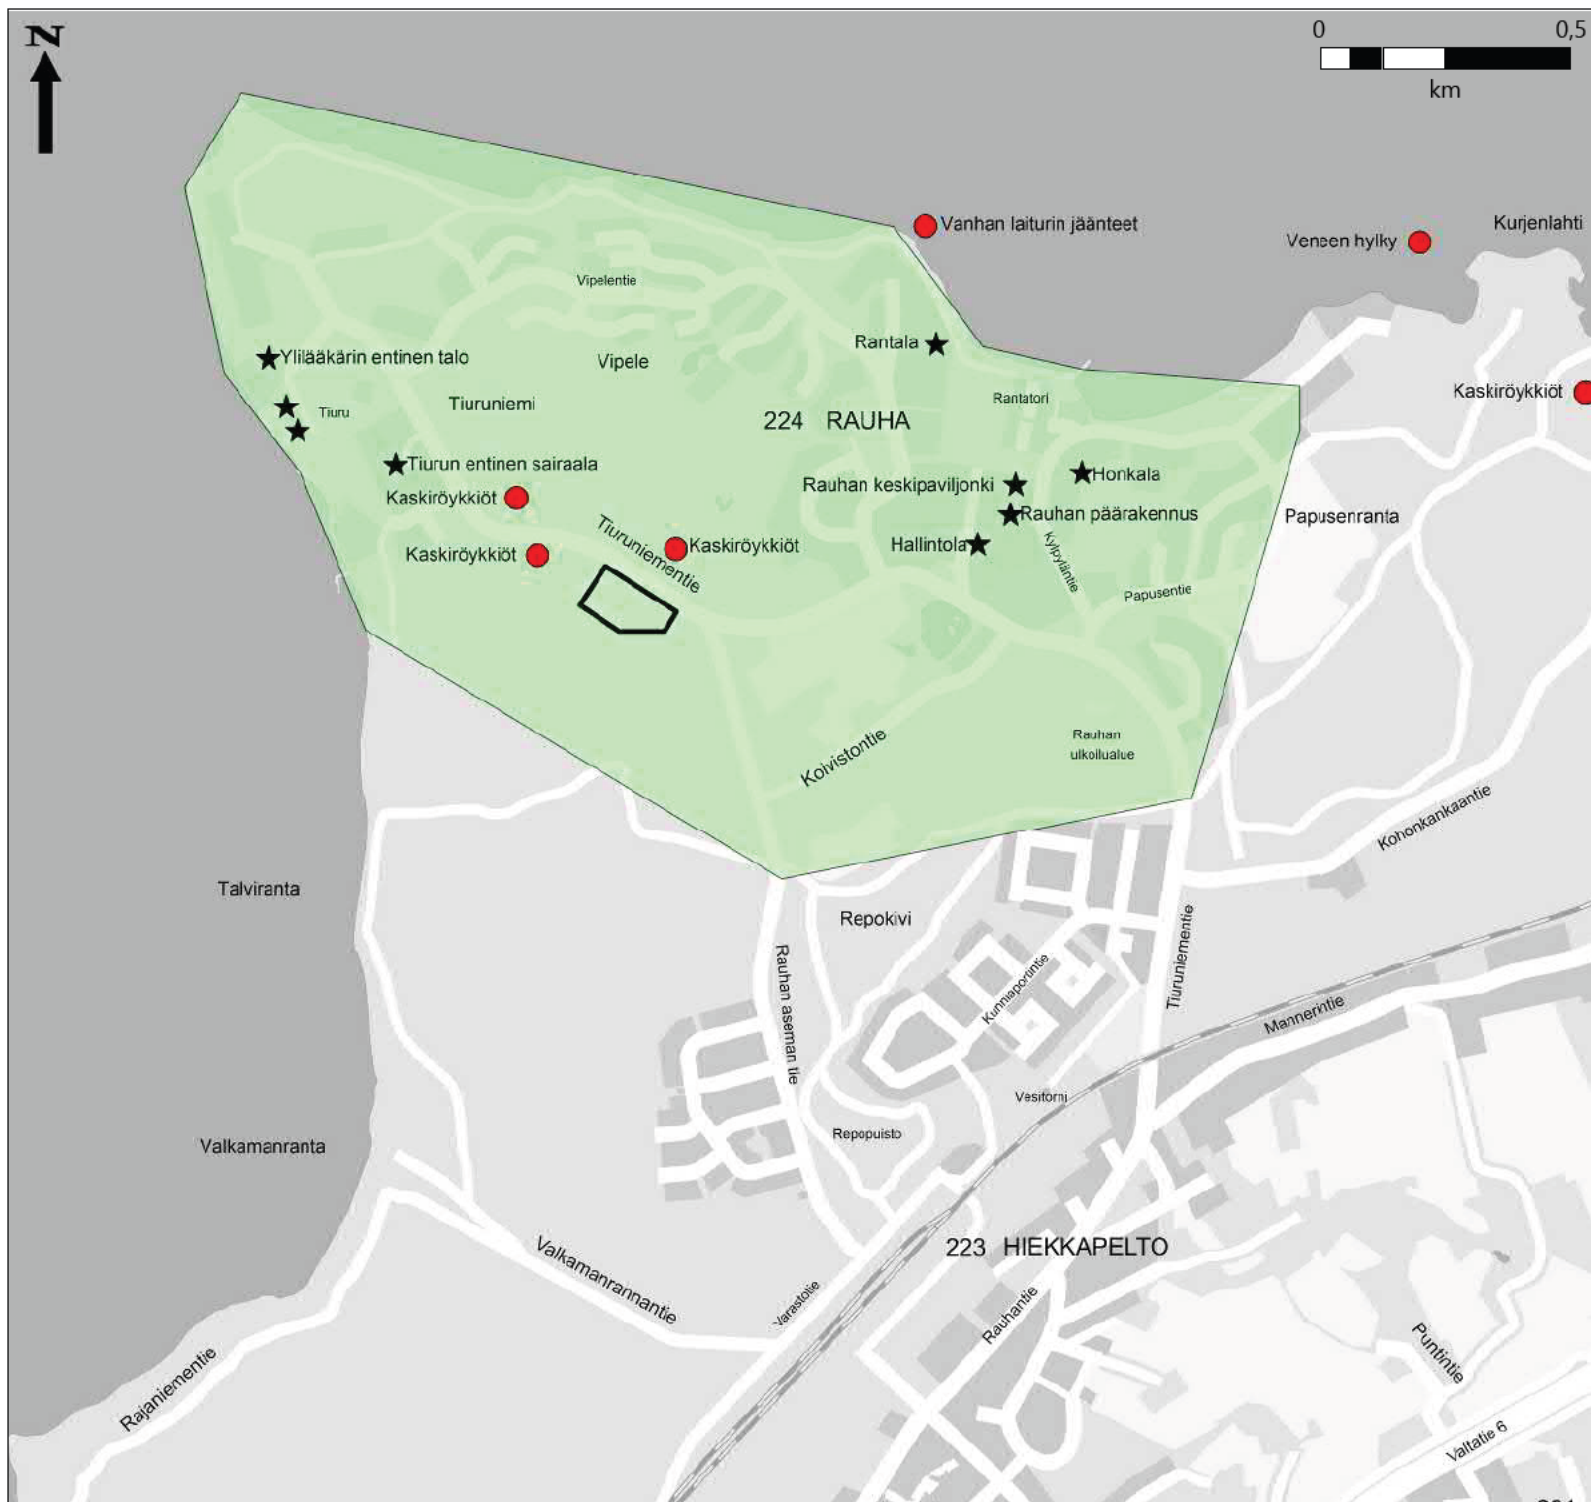 N
0 0,5
km
Vanhan laiturin jäänteet
Veneen hylky
Kurjenlahti
Vipelentie
Rantala
Ylilääkärin entinen talo
Vipele
Kaskiröykkiöt
Tiuru
Tiuruniemi
Rantatori
224 RAUHA
Tiurun entinen sairaala
Honkala
Rauhan keskipaviljonki
Kaskiröykkiöt
Rauhan päärakennus
Papusenranta
Tiuruniementie
Kaskiröykkiöt
Kaskiröykkiöt
Hallintola
Kylpyläntie
Papusentie
Rauhan
ulkoilualue
Koivistontie
Kohonkankaantie
Talviranta
Repokivi
Tiuruniementie
Rauhan aseman tie
Kunniaportintie
Mannerintie
Vesitorni
Repopuisto
Valkamanranta
223 HIEKKAPELTO
Valkamanrannantie
Varastotie
Rauhantie
Puntintie
Rajaniementie
Valtatie 6